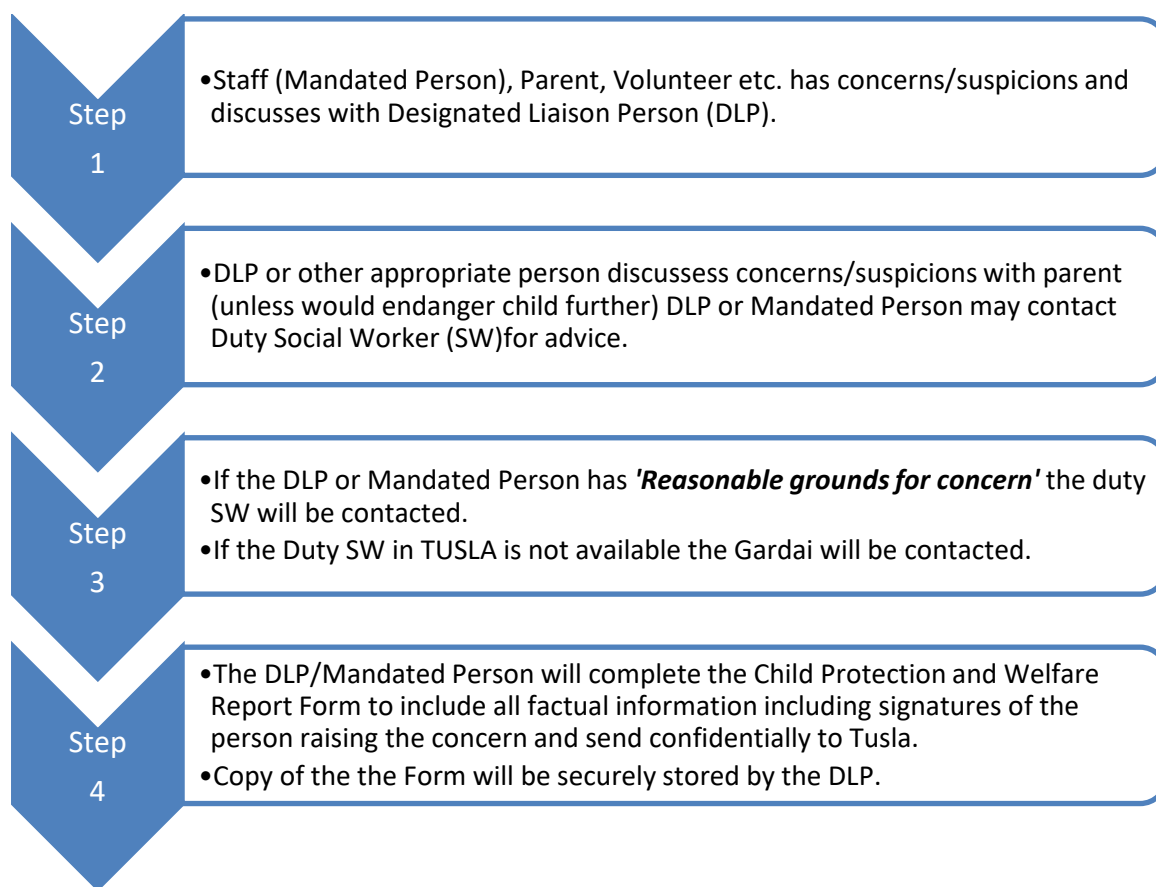 Step
1
•Staff (Mandated Person), Parent, Volunteer etc. has concerns/suspicions and
discusses with Designated Liaison Person (DLP).
Step
2
•DLP or other appropriate person discussess concerns/suspicions with parent
(unless would endanger child further) DLP or Mandated Person may contact
Duty Social Worker (SW)for advice.
Step
3
•If the DLP or Mandated Person has 'Reasonable grounds for concern' the duty
SW will be contacted.
•If the Duty SW in TUSLA is not available the Gardai will be contacted.
Step
4
•The DLP/Mandated Person will complete the Child Protection and Welfare
Report Form to include all factual information including signatures of the
person raising the concern and send confidentially to Tusla.
•Copy of the the Form will be securely stored by the DLP.